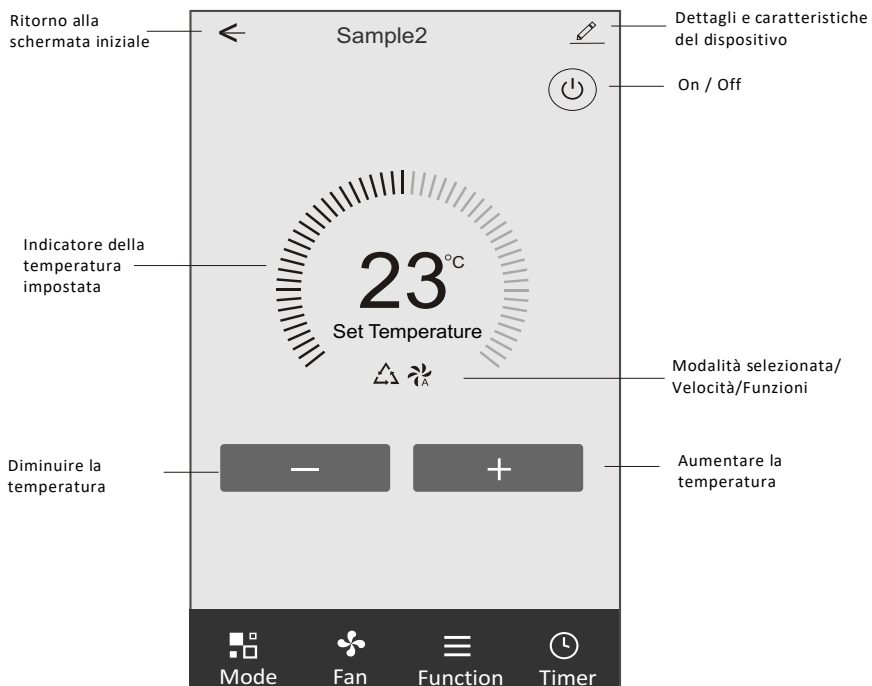 Ritorno alla
schermata iniziale
Sample2
Dettagli e caratteristiche
del dispositivo
On / Off
Indicatore della
temperatura
impostata
23°C
Set Temperature
A
Modalità selezionata/
Velocità/Funzioni
Diminuire la
temperatura
Aumentare la
temperatura
Mode
Fan
Function
Timer